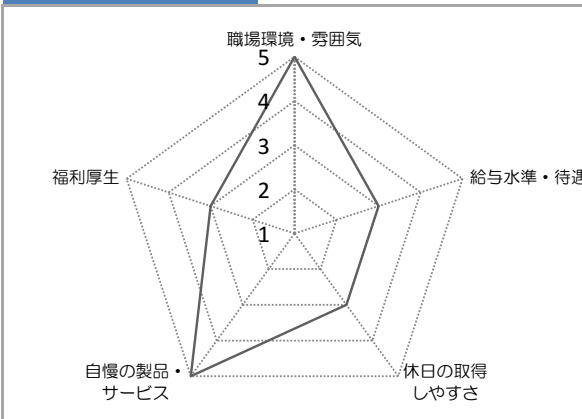 職場環境・雰囲気
5
4
3
2
1
給与水準・待遇
休日の取得
しやすさ
自慢の製品・
サービス
福利厚生